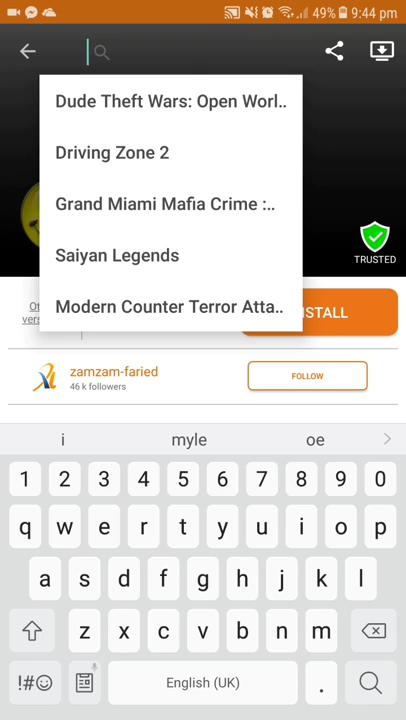 49% 9:44 pm
Dude Theft Wars: Open Worl..
Driving Zone 2
Grand Miami Mafia Crime :..
Saiyan Legends
Modern Counter Terror Atta..
TRUSTED
Ot
vers
STALL
zamzam-faried
46 k followers
FOLLOW
i myle oe
1 2 3 4 5 6 7 8 9 0
q w e r t y u i o p
a s d f g h j k l
z x c v b n m
!#☺ English (UK) .